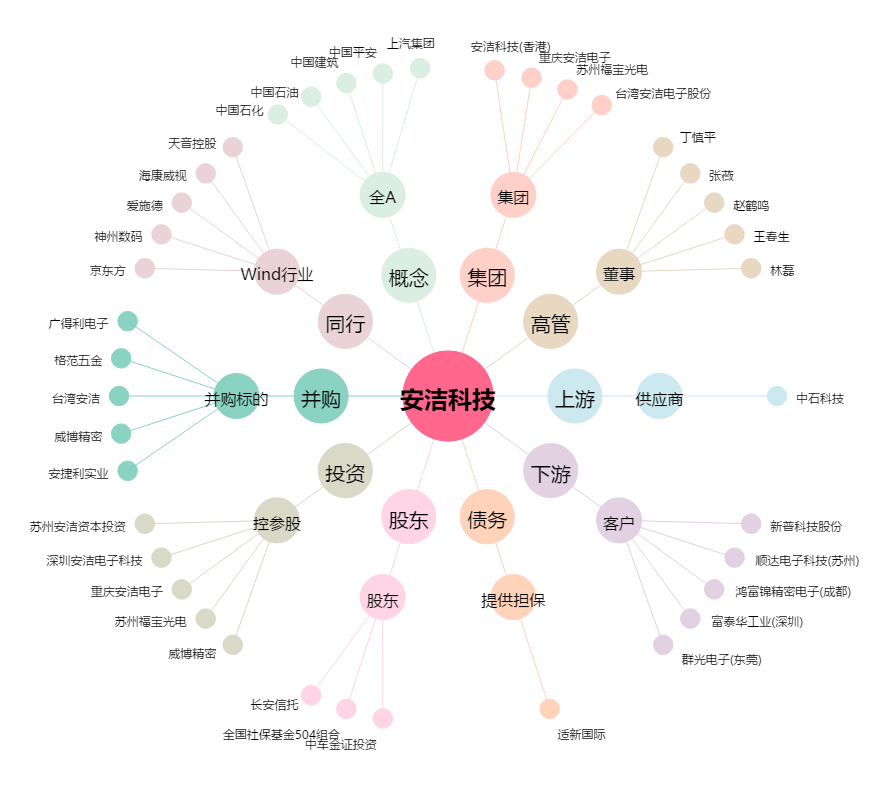 上汽集团
中国平安
中国建筑
中国石油
中国石化
安洁科技(香港)
重庆安洁电子
苏州福宝光电
台湾安洁电子股份
全A
集团
概念
集团
天音控股
海康威视
爱施德
神州数码
京东方
Wind行业
同行
丁慎平
张薇
赵鹤鸣
王春生
林磊
董事
高管
广得利电子
格范五金
台湾安洁
威博精密
安捷利实业
并购标的
并购
安洁科技
上游
供应商
中石科技
投资
控参股
苏州安洁资本投资
深圳安洁电子科技
重庆安洁电子
苏州福宝光电
威博精密
下游
客户
新普科技股份
顺达电子科技(苏州)
鸿富锦精密电子(成都)
富泰华工业(深圳)
群光电子(东莞)
股东
债务
股东
提供担保
长安信托
全国社保基金504组合
中车金证投资
适新国际